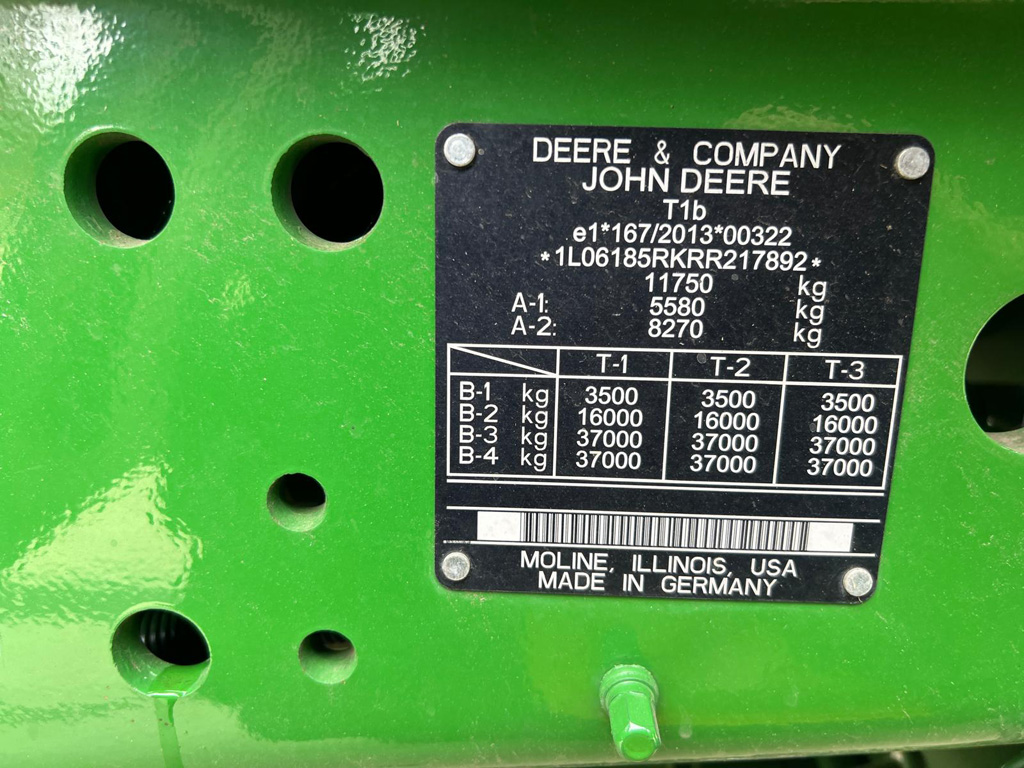 DEERE & COMPANY
JOHN DEERE
T1b
e1*167/2013*00322
*1L06185RKRR217892*
11750 kg
A-1: 5580 kg
A-2: 8270 kg
T-1 T-2 T-3
B-1 kg 3500 3500 3500
B-2 kg 16000 16000 16000
B-3 kg 37000 37000 37000
B-4 kg 37000 37000 37000
MOLINE, ILLINOIS, USA
MADE IN GERMANY